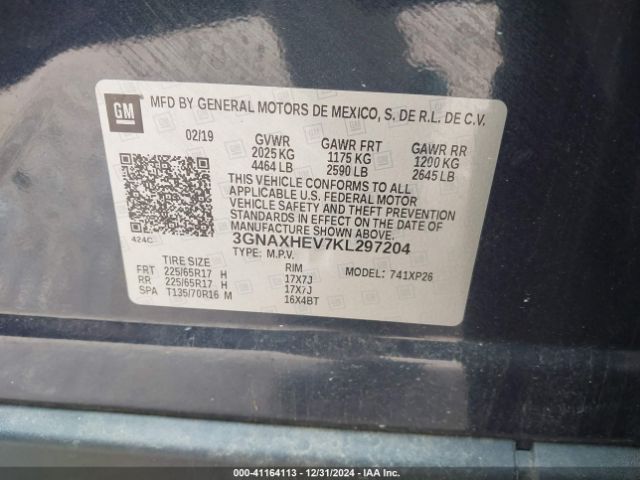 GM
MFD BY GENERAL MOTORS DE MEXICO, S. DE R.L. DE C.V.
02/19 GVWR GAWR FRT GAWR RR
2025 KG 1175 KG 1200 KG
4464 LB 2590 LB 2645 LB
THIS VEHICLE CONFORMS TO ALL
APPLICABLE U.S. FEDERAL MOTOR
VEHICLE SAFETY AND THEFT PREVENTION
STANDARDS IN EFFECT ON THE DATE OF
MANUFACTURE SHOWN ABOVE.
424C 3GNAXHEV7KL297204
TYPE: M.P.V.
TIRE SIZE RIM MODEL: 741XP26
FRT 225/65R17 H 17X7J
RR 225/65R17 H 17X7J
SPA T135/70R16 M 16X4BT
000-41164113 - 12/31/2024 - IAA Inc.